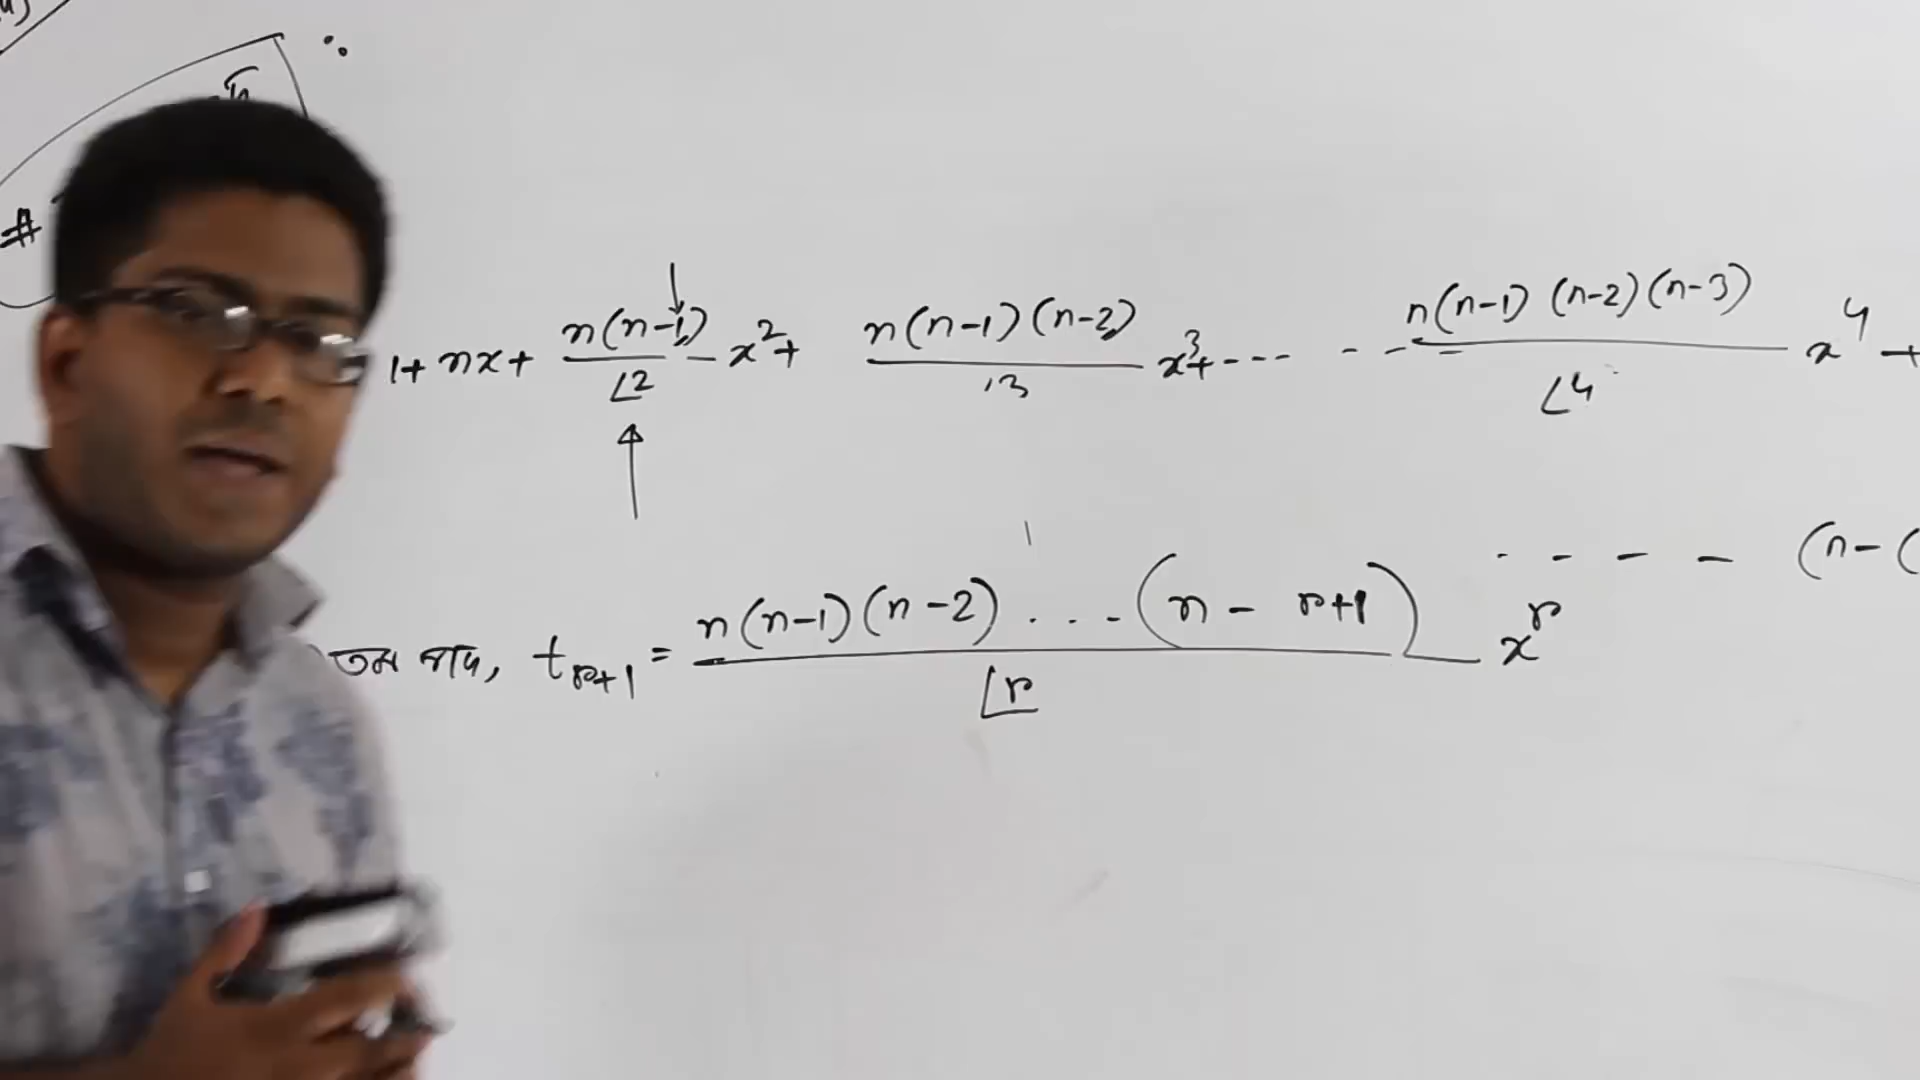 #
1+ nx+ n(n-1)/⌊2 x²+ n(n-1)(n-2)/⌊3 x³+ --- - - - n(n-1)(n-2)(n-3)/⌊4 x⁴ +
- - - - (n-(
তম পদ, t_{r+1} = n(n-1)(n-2)...(n - r+1)/⌊r x^r